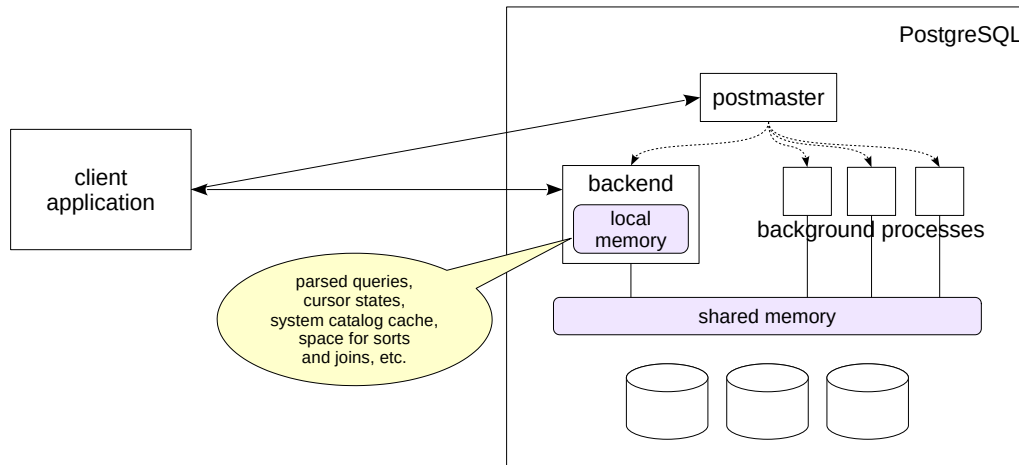 PostgreSQL
postmaster
client
application
backend
local
memory
background processes
parsed queries,
cursor states,
system catalog cache,
space for sorts
and joins, etc.
shared memory